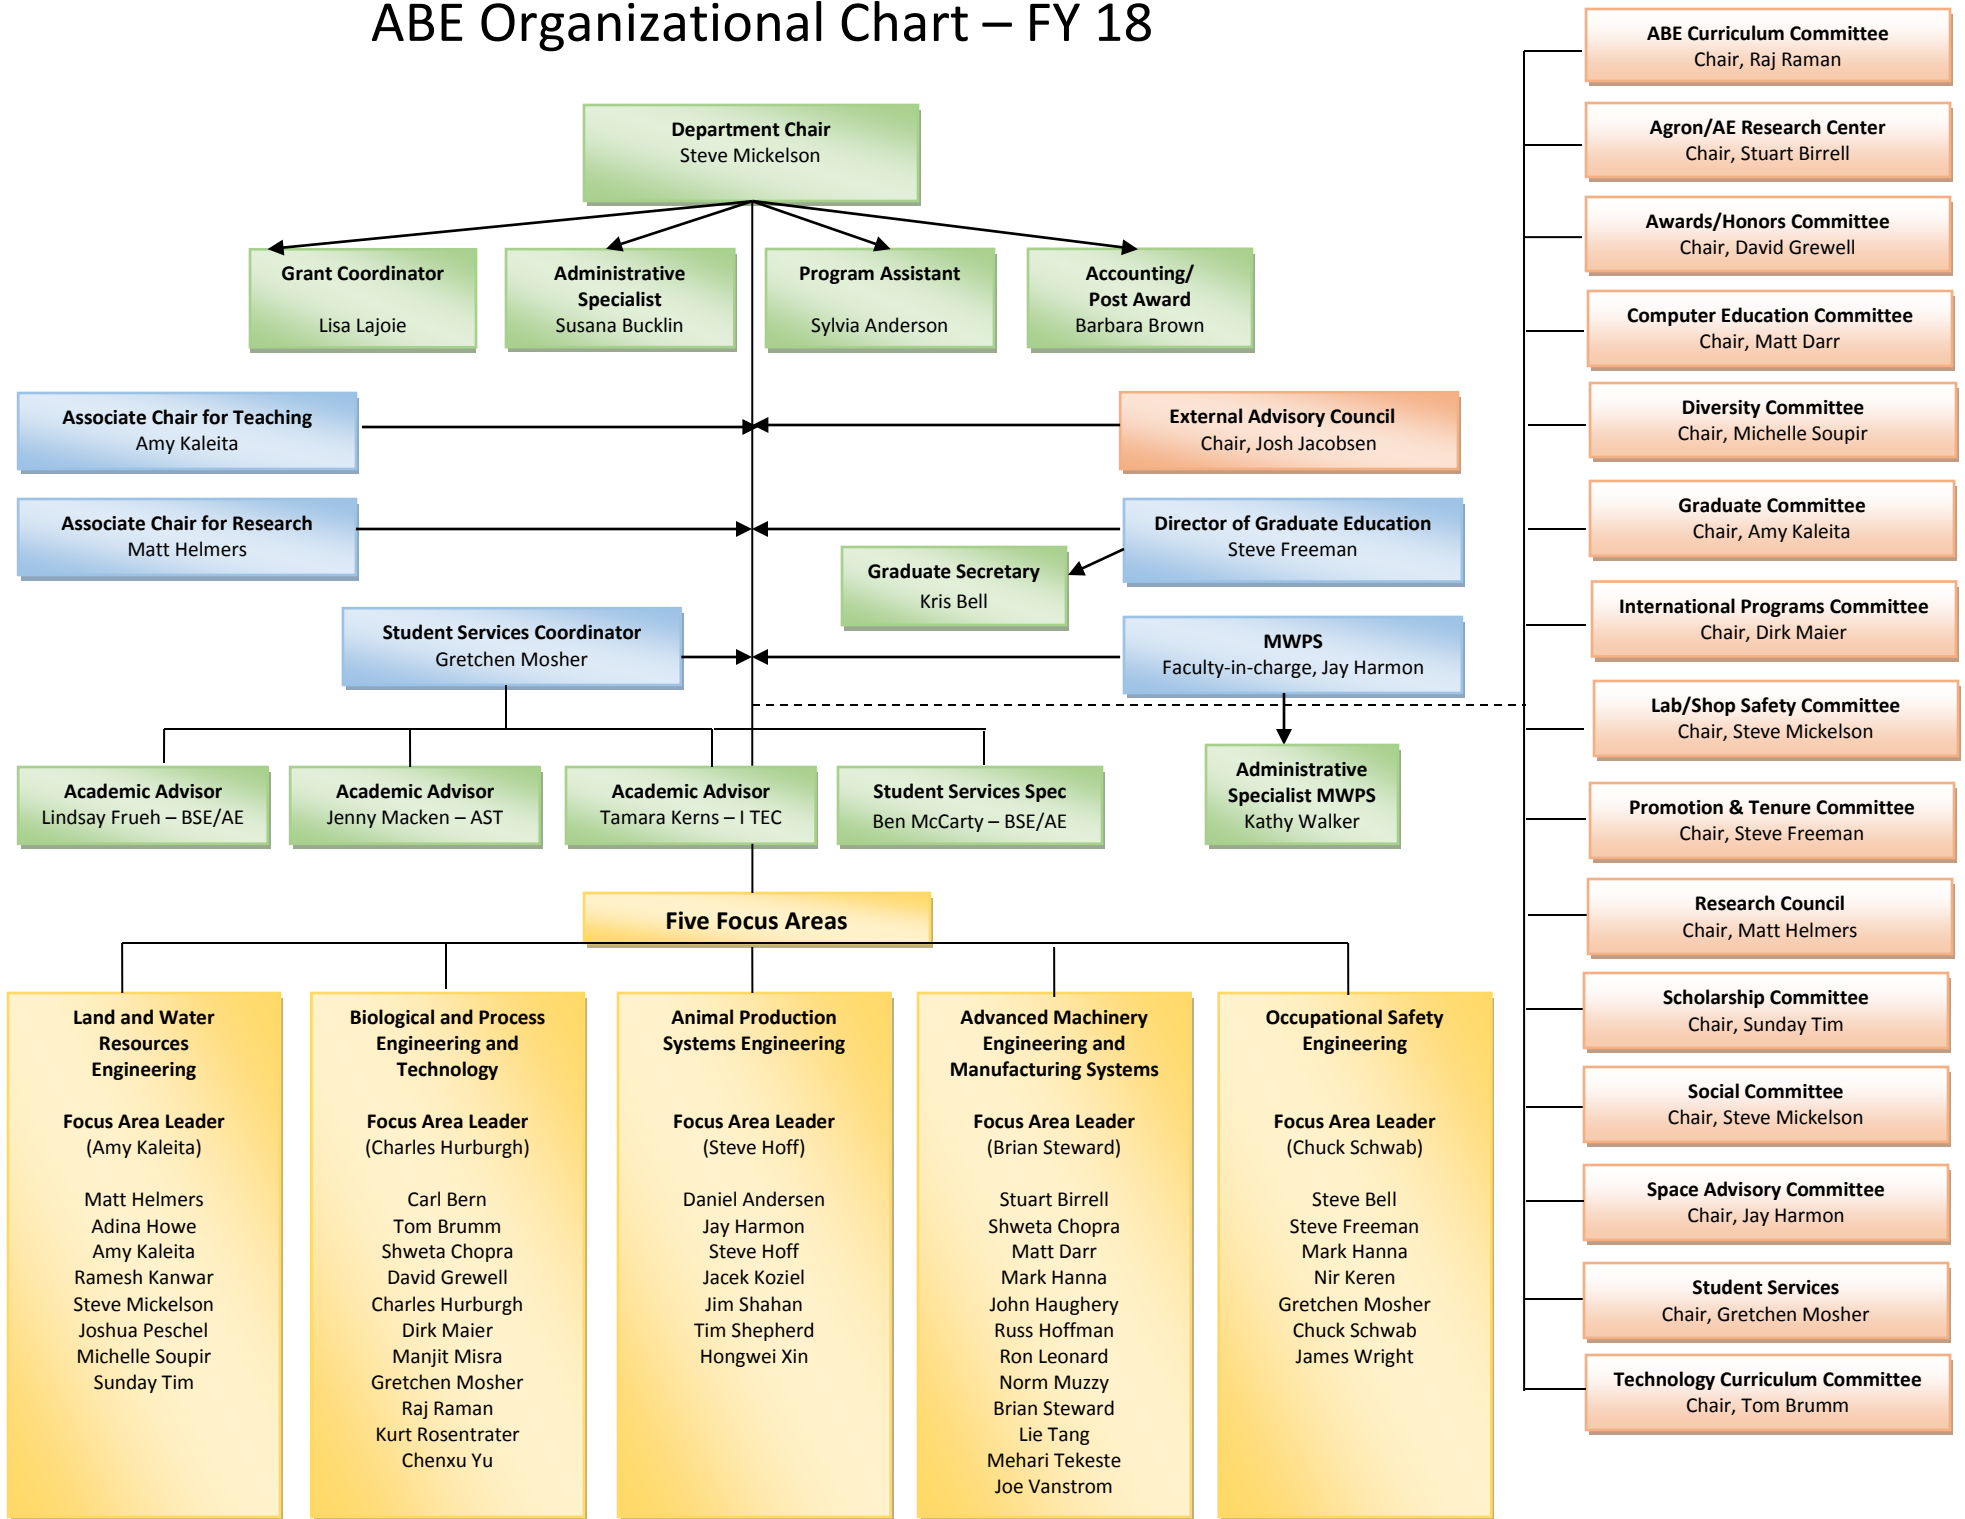 ABE Organizational Chart – FY 18
Department Chair
Steve Mickelson
Grant Coordinator
Lisa Lajoie
Administrative
Specialist
Susana Bucklin
Program Assistant
Sylvia Anderson
Accounting/
Post Award
Barbara Brown
Associate Chair for Teaching
Amy Kaleita
External Advisory Council
Chair, Josh Jacobsen
Associate Chair for Research
Matt Helmers
Director of Graduate Education
Steve Freeman
Graduate Secretary
Kris Bell
Student Services Coordinator
Gretchen Mosher
MWPS
Faculty-in-charge, Jay Harmon
Academic Advisor
Lindsay Frueh – BSE/AE
Academic Advisor
Jenny Macken – AST
Academic Advisor
Tamara Kerns – I TEC
Student Services Spec
Ben McCarty – BSE/AE
Administrative
Specialist MWPS
Kathy Walker
Five Focus Areas
Land and Water
Resources
Engineering
Focus Area Leader
(Amy Kaleita)
Matt Helmers
Adina Howe
Amy Kaleita
Ramesh Kanwar
Steve Mickelson
Joshua Peschel
Michelle Soupir
Sunday Tim
Biological and Process
Engineering and
Technology
Focus Area Leader
(Charles Hurburgh)
Carl Bern
Tom Brumm
Shweta Chopra
David Grewell
Charles Hurburgh
Dirk Maier
Manjit Misra
Gretchen Mosher
Raj Raman
Kurt Rosentrater
Chenxu Yu
Animal Production
Systems Engineering
Focus Area Leader
(Steve Hoff)
Daniel Andersen
Jay Harmon
Steve Hoff
Jacek Koziel
Jim Shahan
Tim Shepherd
Hongwei Xin
Advanced Machinery
Engineering and
Manufacturing Systems
Focus Area Leader
(Brian Steward)
Stuart Birrell
Shweta Chopra
Matt Darr
Mark Hanna
John Haughery
Russ Hoffman
Ron Leonard
Norm Muzzy
Brian Steward
Lie Tang
Mehari Tekeste
Joe Vanstrom
Occupational Safety
Engineering
Focus Area Leader
(Chuck Schwab)
Steve Bell
Steve Freeman
Mark Hanna
Nir Keren
Gretchen Mosher
Chuck Schwab
James Wright
ABE Curriculum Committee
Chair, Raj Raman
Agron/AE Research Center
Chair, Stuart Birrell
Awards/Honors Committee
Chair, David Grewell
Computer Education Committee
Chair, Matt Darr
Diversity Committee
Chair, Michelle Soupir
Graduate Committee
Chair, Amy Kaleita
International Programs Committee
Chair, Dirk Maier
Lab/Shop Safety Committee
Chair, Steve Mickelson
Promotion & Tenure Committee
Chair, Steve Freeman
Research Council
Chair, Matt Helmers
Scholarship Committee
Chair, Sunday Tim
Social Committee
Chair, Steve Mickelson
Space Advisory Committee
Chair, Jay Harmon
Student Services
Chair, Gretchen Mosher
Technology Curriculum Committee
Chair, Tom Brumm